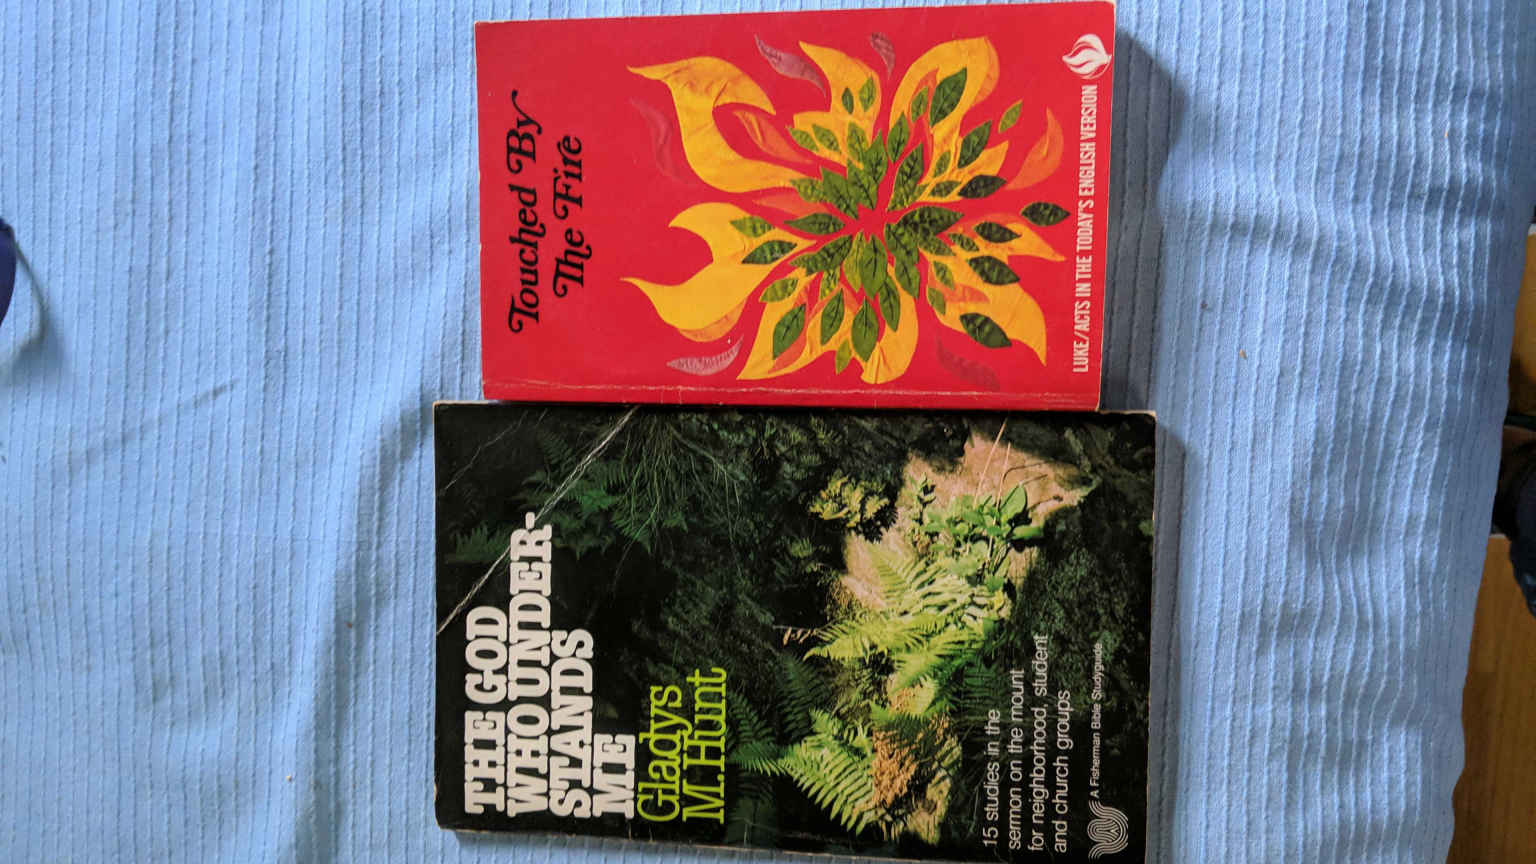 Touched By
The Fire
LUKE/ACTS IN THE TODAY'S ENGLISH VERSION
THE GOD
WHO UNDER-
STANDS
ME
Gladys
M.Hunt
15 studies in the
sermon on the mount
for neighborhood, student
and church groups
A Fisherman Bible Studyguide